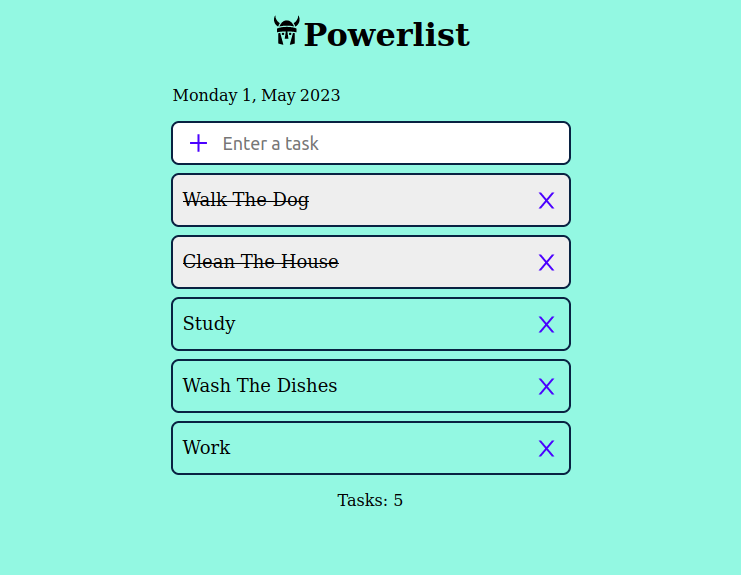 Powerlist
Monday 1, May 2023
Enter a task
Walk The Dog
Clean The House
Study
Wash The Dishes
Work
Tasks: 5